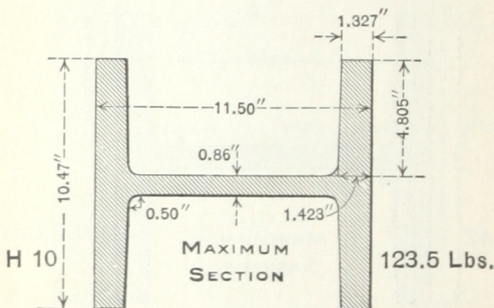 1.327″
11.50″
4.805″
0.86″
10.47″
0.50″
1.423″
H 10
MAXIMUM
SECTION
123.5 Lbs.